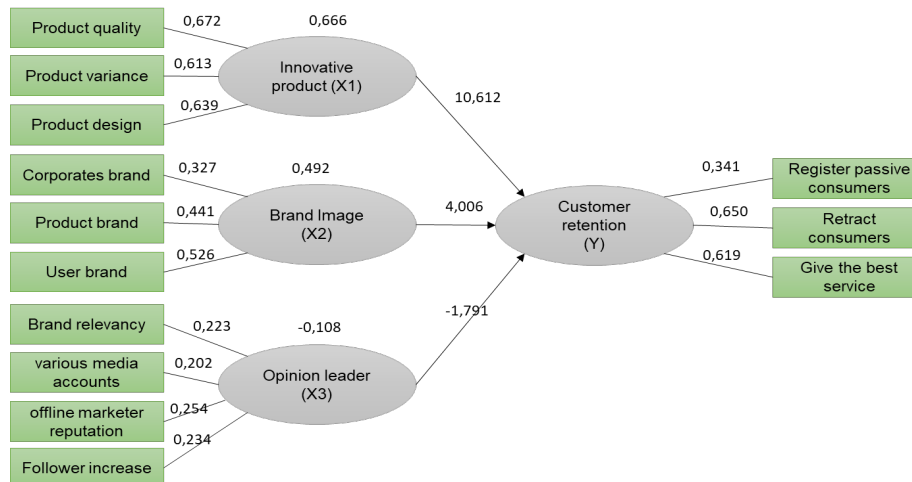 Product quality
0,672
0,666
Product variance
0,613
Innovative
product (X1)
Product design
0,639
10,612
Corporates brand
0,327
0,492
Product brand
0,441
Brand Image
(X2)
4,006
User brand
0,526
Customer
retention
(Y)
0,341
Register passive
consumers
0,650
Retract
consumers
0,619
Give the best
service
Brand relevancy
0,223
-0,108
-1,791
various media
accounts
0,202
Opinion leader
(X3)
offline marketer
reputation
0,254
Follower increase
0,234